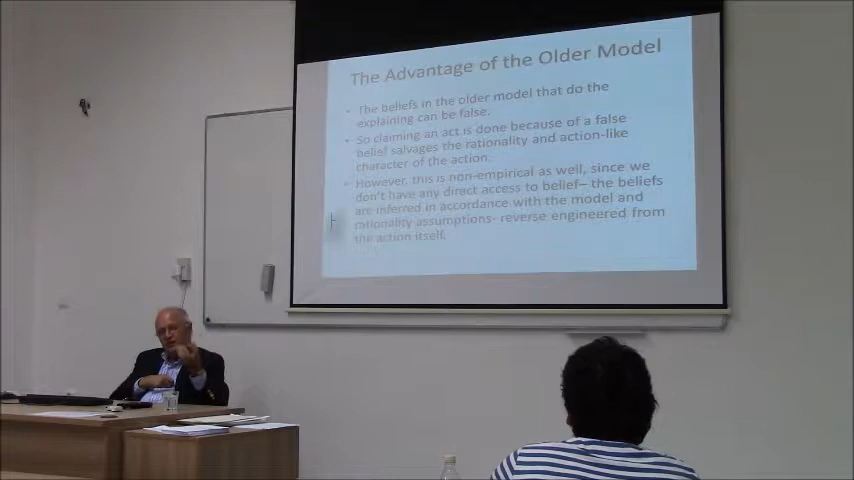 The Advantage of the Older Model
The beliefs in the older model that do the
explaining can be false.
So claiming an act is done because of a false
belief salvages the rationality and action-like
character of the action.
However, this is non-empirical as well, since we
don't have any direct access to belief– the beliefs
are inferred in accordance with the model and
rationality assumptions- reverse engineered from
the action itself.